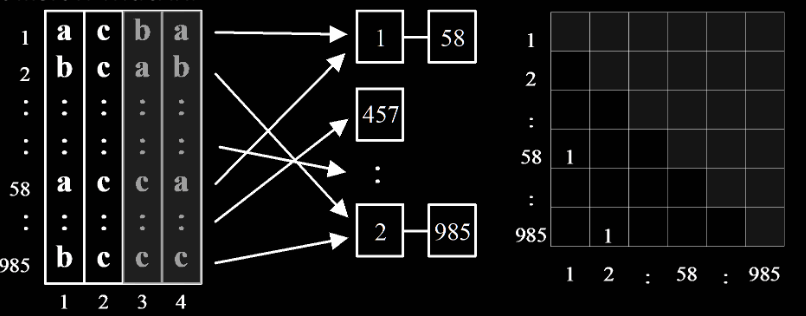 1 a c b a
2 b c a b
: : : : :
: : : : :
58 a c c a
: : : : :
985 b c c c
1 2 3 4
1 58
457
:
2 985
1
2
:
58 1
:
985 1
1 2 : 58 : 985